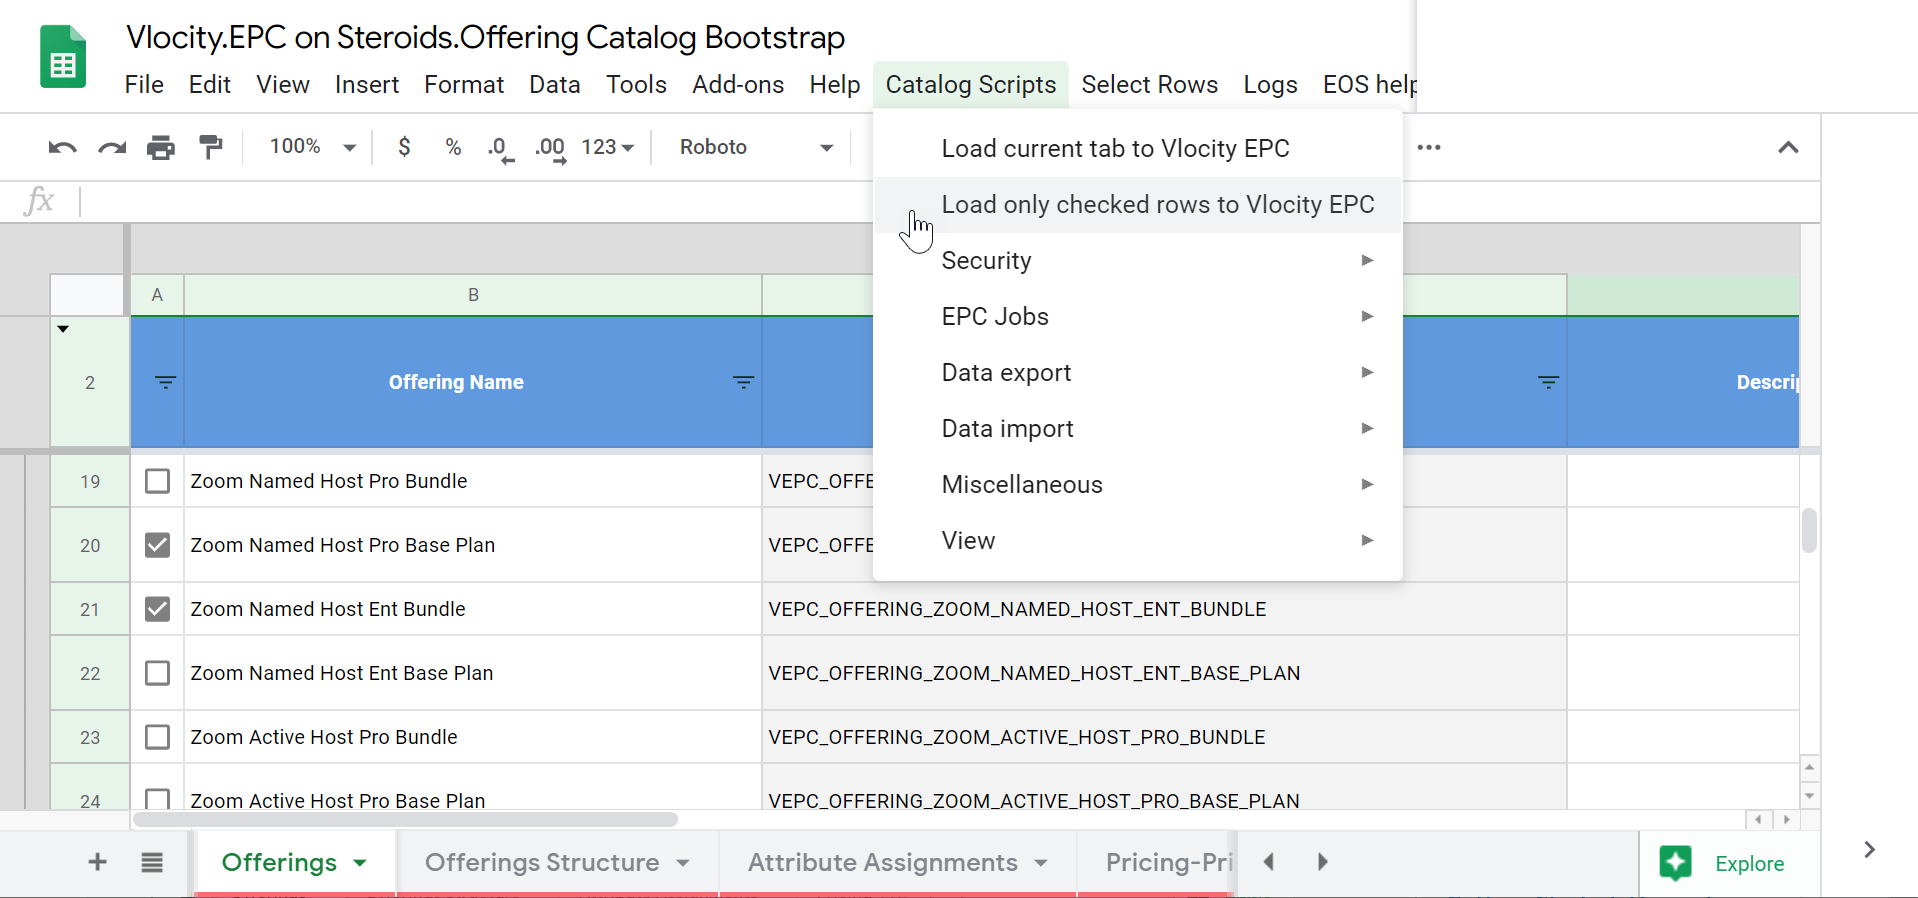 Vlocity.EPC on Steroids.Offering Catalog Bootstrap
File Edit View Insert Format Data Tools Add-ons Help Catalog Scripts Select Rows Logs EOS help
100% $ % .0 .00 123 Roboto
fx
Load current tab to Vlocity EPC
Load only checked rows to Vlocity EPC
Security
EPC Jobs
Data export
Data import
Miscellaneous
View
A B
2 Offering Name Descrip
19 Zoom Named Host Pro Bundle VEPC_OFFE
20 Zoom Named Host Pro Base Plan VEPC_OFFE
21 Zoom Named Host Ent Bundle VEPC_OFFERING_ZOOM_NAMED_HOST_ENT_BUNDLE
22 Zoom Named Host Ent Base Plan VEPC_OFFERING_ZOOM_NAMED_HOST_ENT_BASE_PLAN
23 Zoom Active Host Pro Bundle VEPC_OFFERING_ZOOM_ACTIVE_HOST_PRO_BUNDLE
24 Zoom Active Host Pro Base Plan VEPC_OFFERING_ZOOM_ACTIVE_HOST_PRO_BASE_PLAN
Offerings Offerings Structure Attribute Assignments Pricing-Pri Explore